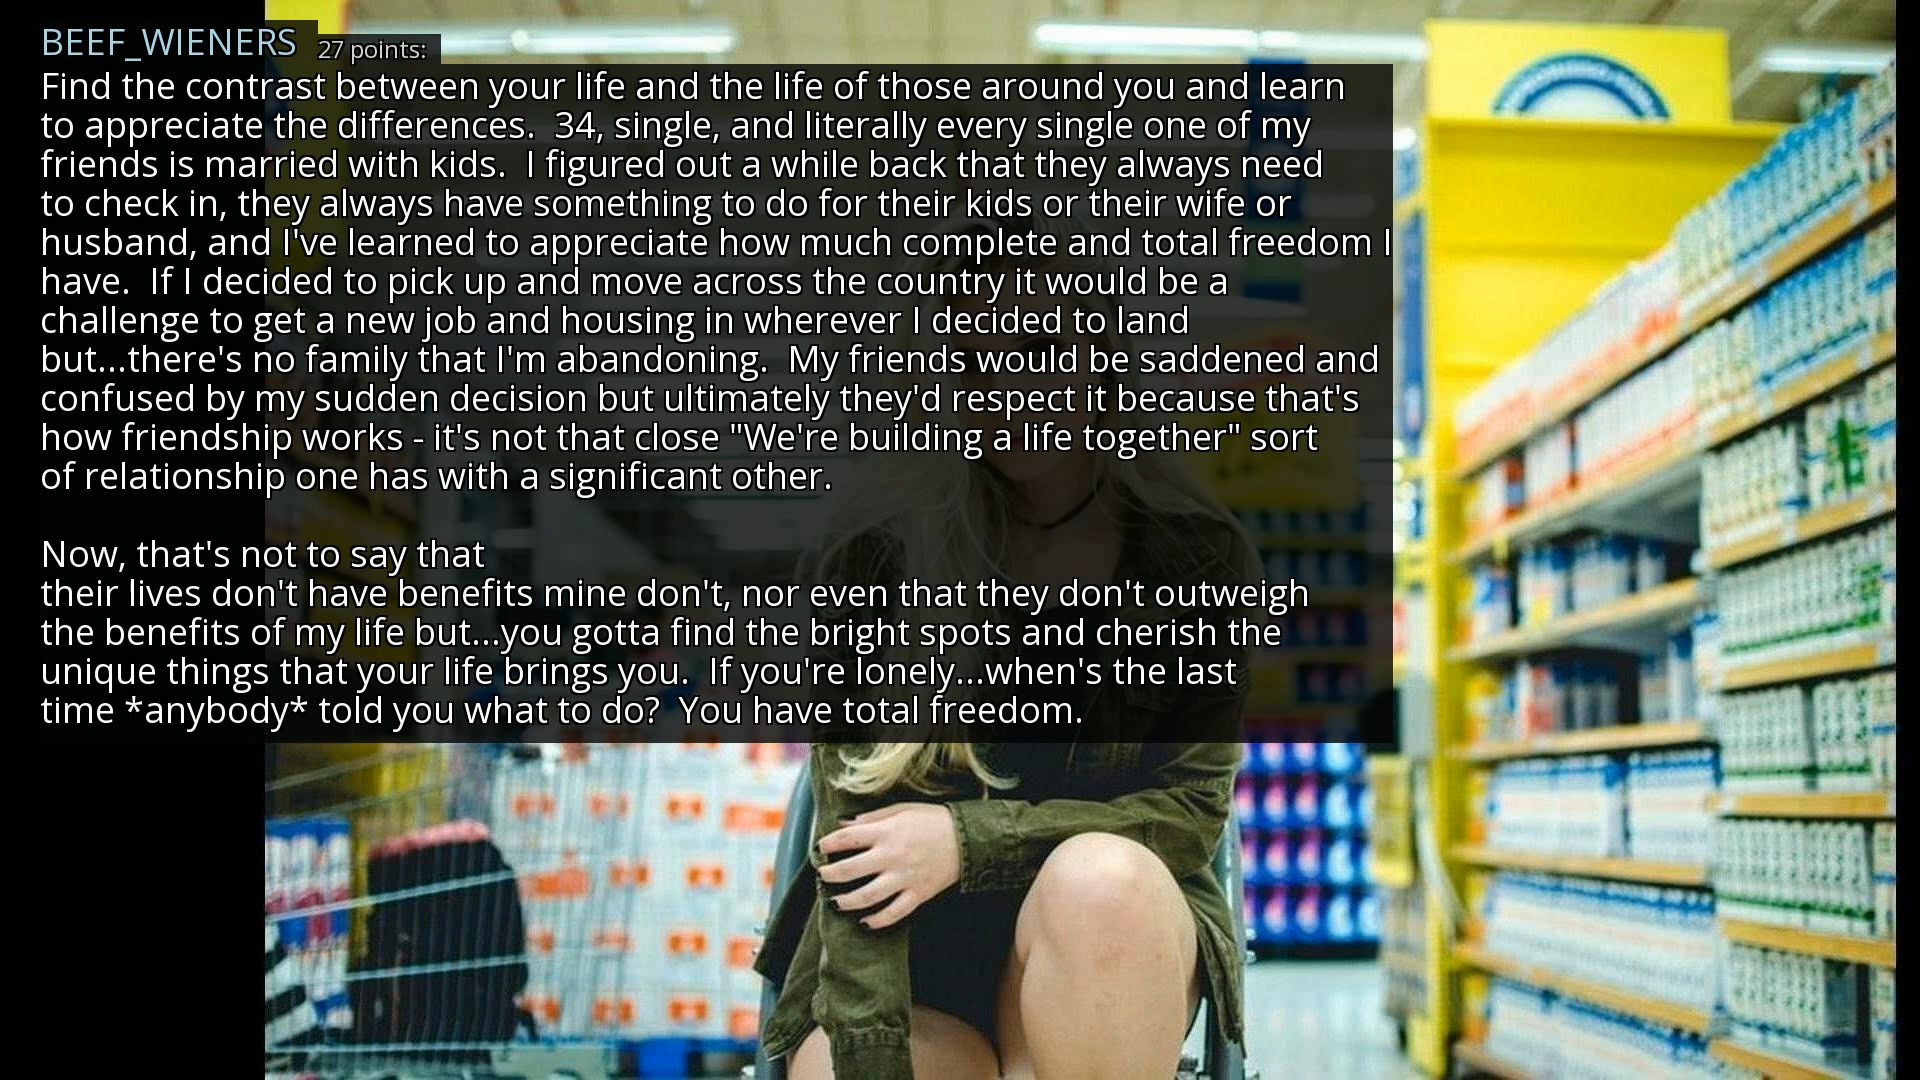 BEEF_WIENERS 27 points:
Find the contrast between your life and the life of those around you and learn
to appreciate the differences.  34, single, and literally every single one of my
friends is married with kids.  I figured out a while back that they always need
to check in, they always have something to do for their kids or their wife or
husband, and I've learned to appreciate how much complete and total freedom I
have.  If I decided to pick up and move across the country it would be a
challenge to get a new job and housing in wherever I decided to land
but...there's no family that I'm abandoning.  My friends would be saddened and
confused by my sudden decision but ultimately they'd respect it because that's
how friendship works - it's not that close "We're building a life together" sort
of relationship one has with a significant other.
Now, that's not to say that
their lives don't have benefits mine don't, nor even that they don't outweigh
the benefits of my life but...you gotta find the bright spots and cherish the
unique things that your life brings you.  If you're lonely...when's the last
time *anybody* told you what to do?  You have total freedom.